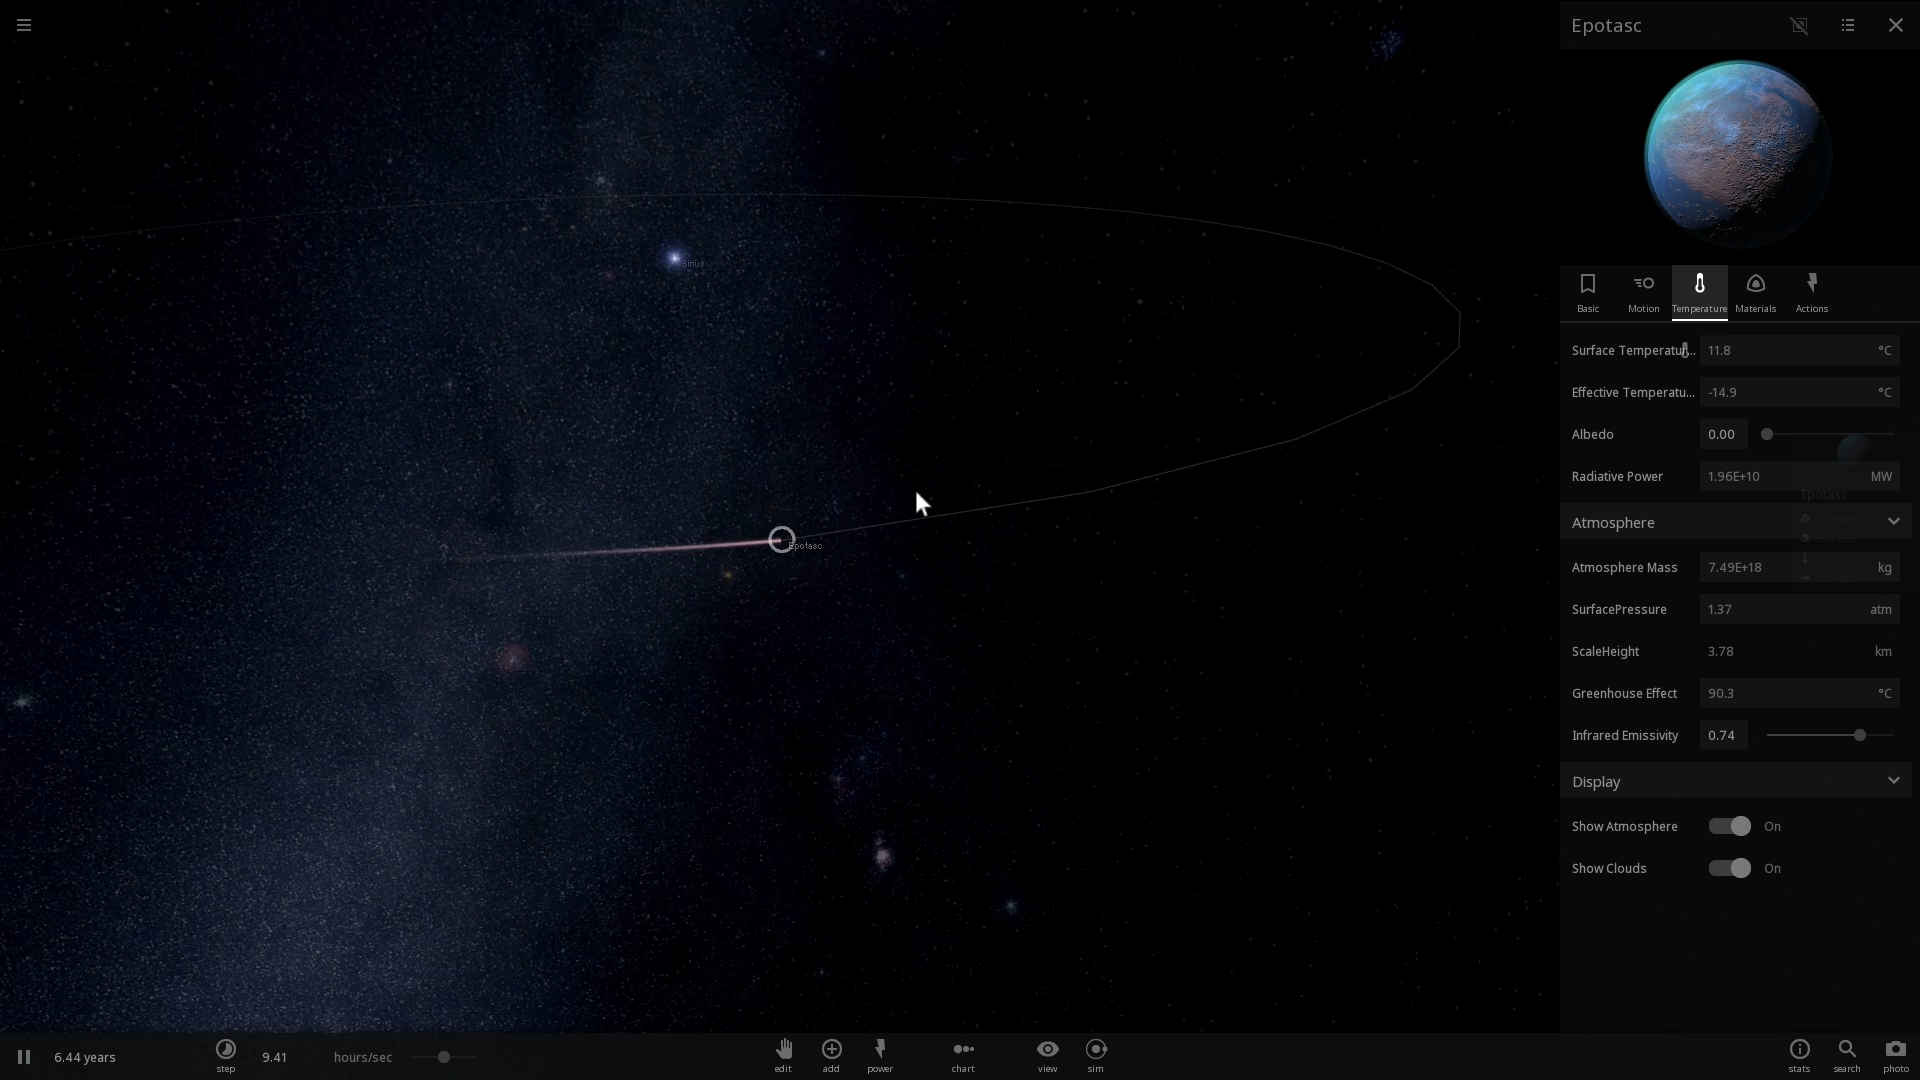 Epotasc
Sirius
Epotasc
Basic
Motion
Temperature
Materials
Actions
Surface Temperatur... 11.8 °C
Effective Temperatu... -14.9 °C
Albedo 0.00
Radiative Power 1.96E+10 MW
Epotasc
Atmosphere
Atmosphere Mass 7.49E+18 kg
SurfacePressure 1.37 atm
ScaleHeight 3.78 km
Greenhouse Effect 90.3 °C
Infrared Emissivity 0.74
Display
Show Atmosphere On
Show Clouds On
6.44 years
step
9.41 hours/sec
edit
add
power
chart
view
sim
stats
search
photo